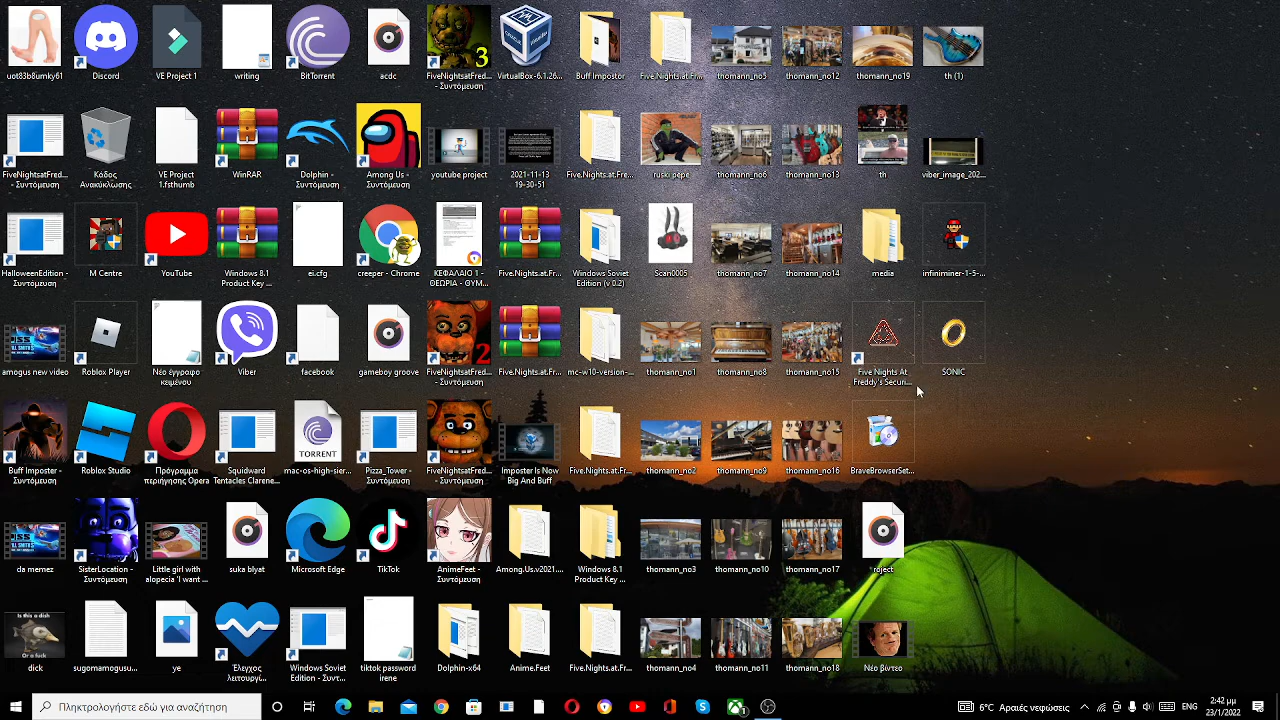 ach83b8umky61
Discord
VE Project
writing
BitTorrent
acdc
FiveNightsatFred...
- Συντόμευση
VirtualBox-6-1-...
Buff Impostor
Five.Nights.at.Fre...
thomann_no5
thomann_no12
thomann_no19
th (1)
FiveNightsatFred...
- Συντόμευση
Κάδος
Ανακύκλωσης
VE Project
1.fsthumb
WinRAR
Dolphin -
Συντόμευση
Among Us -
Συντόμευση
youtube project
2021-11-13
19-30-51
Five.Nights.at.Fre...
ruski pepe
thomann_no6
thomann_no13
th
viber_image_202...
HalloweenEdition
- Συντόμευση
M Centre
YouTube
Windows 8.1
Product Key ...
ei.cfg
creeper - Chrome
ΚΕΦΑΛΑΙΟ 1 -
ΘΕΩΡΙΑ - ΘΥΜ...
Five.Nights.at.Fr...
Windows Soviet
Edition (v 0.2)
Scan0005
thomann_no7
thomann_no14
media
infiniminer-1-5-...
amogus new video
Roblox Player
Νέο έγγραφο
κειμένου
Viber
facebook
gameboy groove
FiveNightsatFred...
- Συντόμευση
Five.Nights.at.Fr...
mc-w10-version-...
thomann_no1
thomann_no8
thomann_no15
Five Nights At
Freddy's Securi...
SONIC
Buff Imposter -
Συντόμευση
Roblox Studio
Πρόγραμμα
περιήγησης Opera
Squidward
Tentacles Clarene...
TORRENT
mac-os-high-sier...
Pizza_Tower -
Συντόμευση
FiveNightsatFred...
- Συντόμευση
Imposter Is Now
Big And Buff
Five.Nights.at.Fre...
thomann_no2
thomann_no9
thomann_no16
BraveBrowserSet...
da memez
SisterLocation -
Συντόμευση
Little girl with
alopecia 'I want ...
suka blyat
Microsoft Edge
TikTok
AnimeFeet -
Συντόμευση
Among.Us.v2021...
Windows 8.1
Product Key ...
thomann_no3
thomann_no10
thomann_no17
roject
Is this a dish
Or a fuck
dick
sugomamogusu...
ye
Έλεγχος
λειτουργί...
Windows Soviet
Edition - Συντ...
tiktok password
irene
Dolphin-x64
Anime.Feet
Five.Nights.at.Fre...
thomann_no4
thomann_no11
thomann_no18
Νέο βίντεο
Πληκτρολογήστε εδώ για αναζήτηση
6°C Αραιές νεφώσεις
ENG
2:42 μμ
23/1/2022